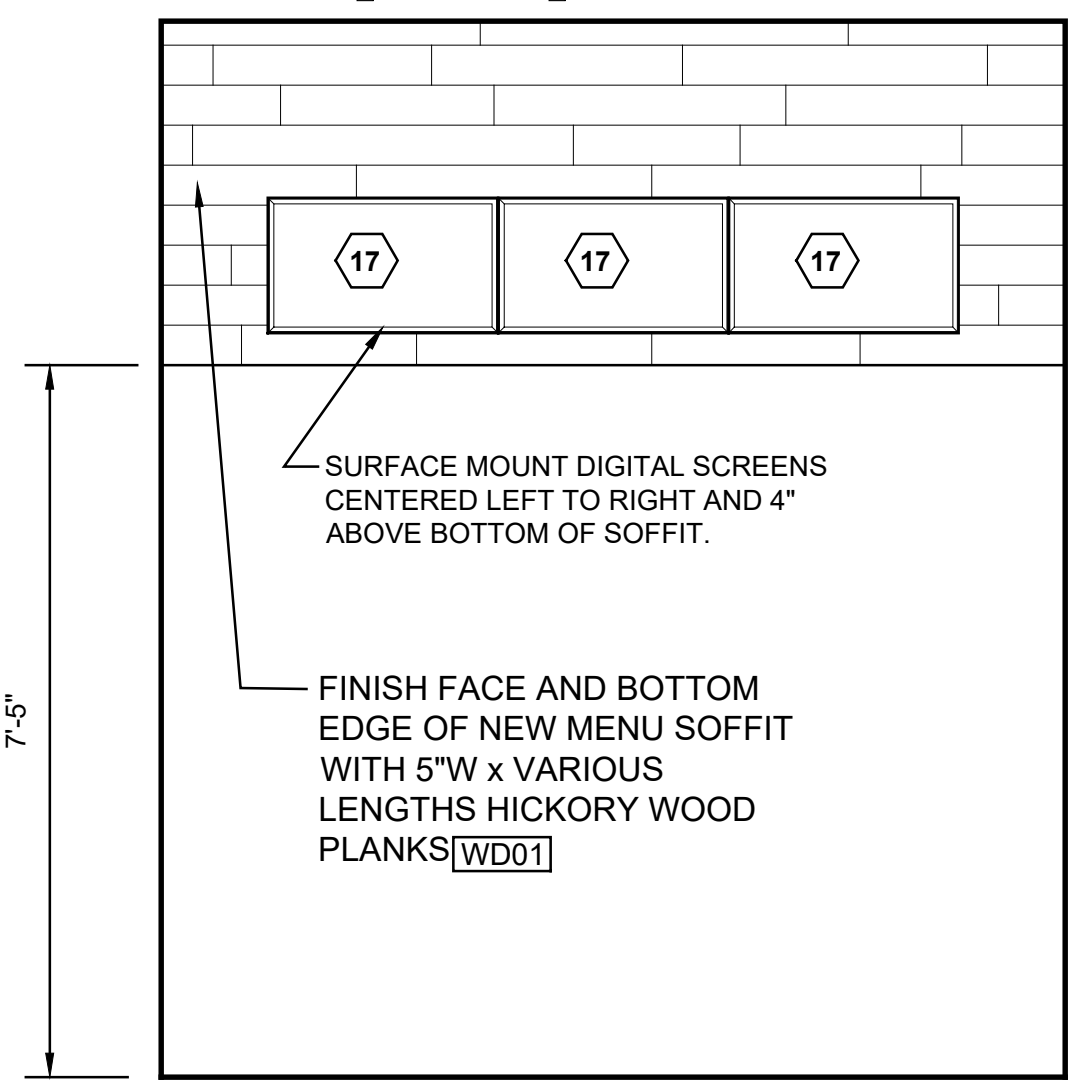 17
17
17
SURFACE MOUNT DIGITAL SCREENS
CENTERED LEFT TO RIGHT AND 4"
ABOVE BOTTOM OF SOFFIT.
FINISH FACE AND BOTTOM
EDGE OF NEW MENU SOFFIT
WITH 5"W x VARIOUS
LENGTHS HICKORY WOOD
PLANKS WD01
7'-5"